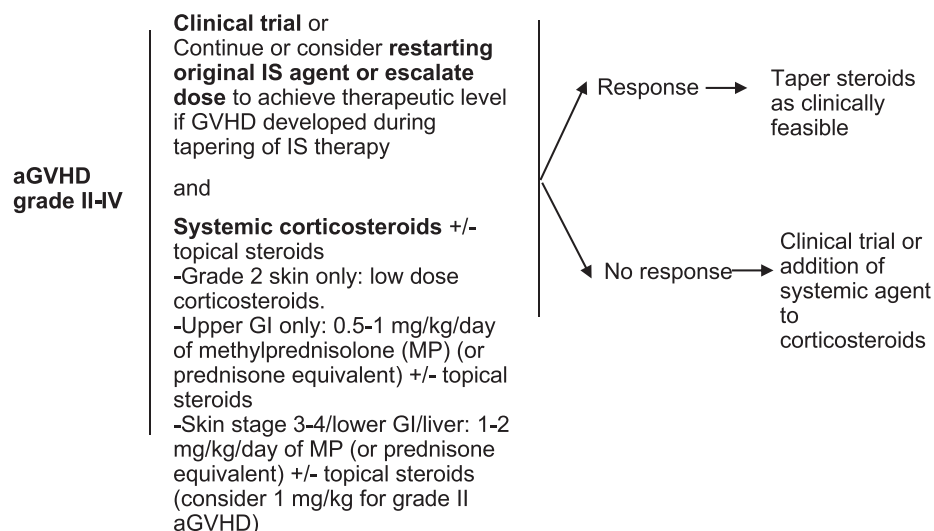 aGVHD
grade II-IV
Clinical trial or
Continue or consider restarting
original IS agent or escalate
dose to achieve therapeutic level
if GVHD developed during
tapering of IS therapy
and
Systemic corticosteroids +/-
topical steroids
-Grade 2 skin only: low dose
corticosteroids.
-Upper GI only: 0.5-1 mg/kg/day
of methylprednisolone (MP) (or
prednisone equivalent) +/- topical
steroids
-Skin stage 3-4/lower GI/liver: 1-2
mg/kg/day of MP (or prednisone
equivalent) +/- topical steroids
(consider 1 mg/kg for grade II
aGVHD)
Response
Taper steroids
as clinically
feasible
No response
Clinical trial or
addition of
systemic agent
to
corticosteroids